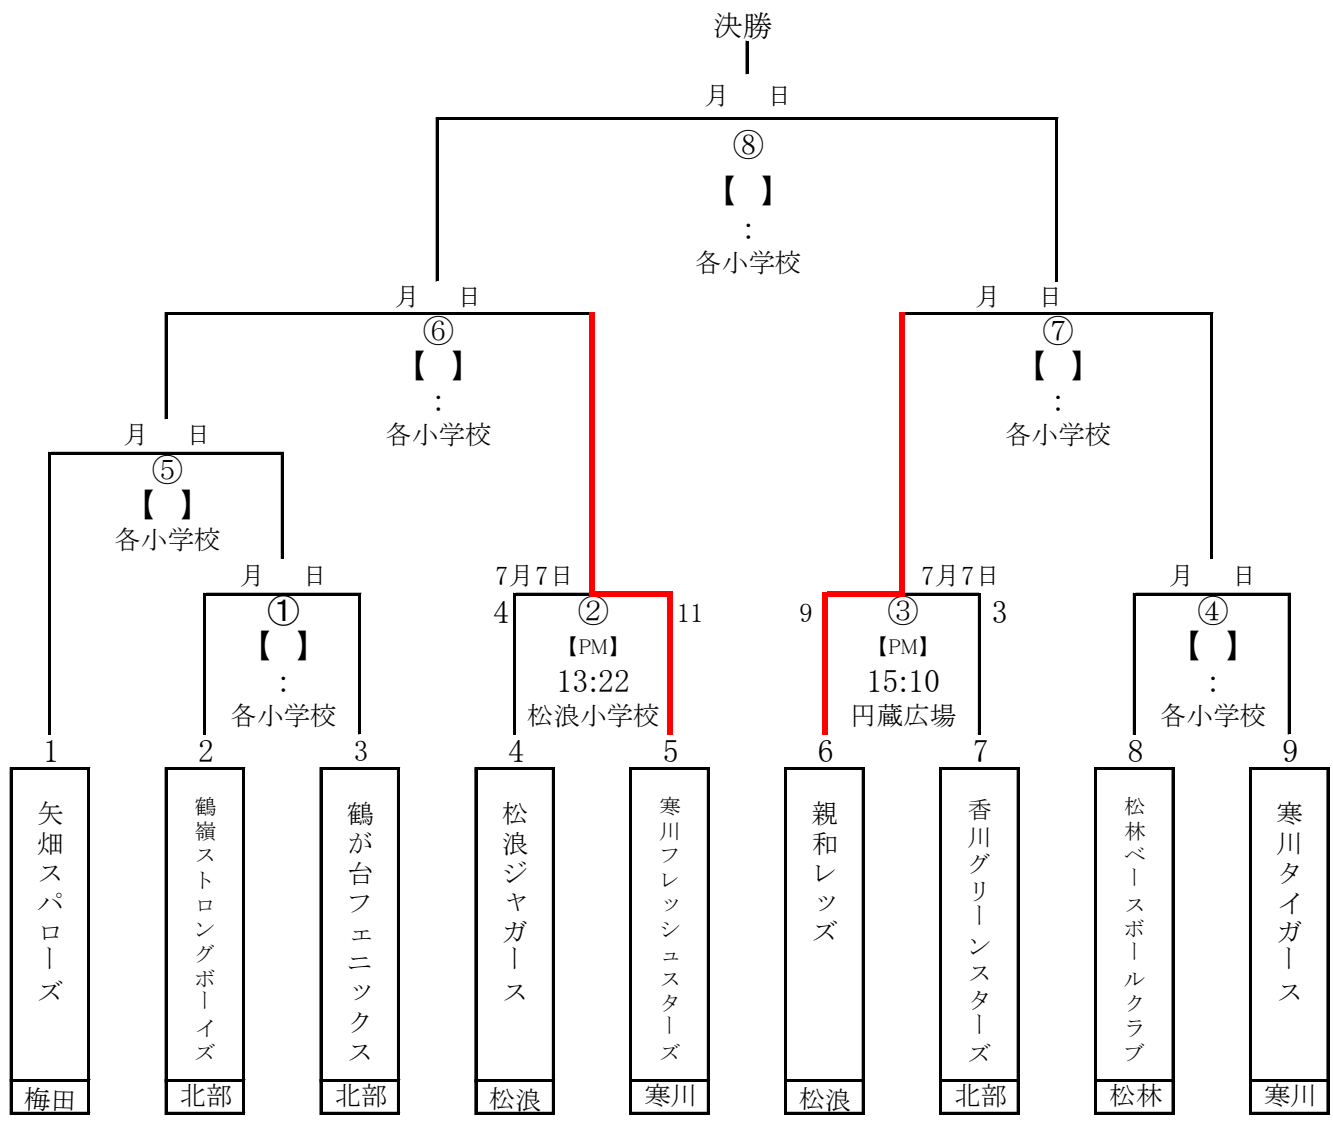 決勝
月 日
⑧
【 】
:
各小学校
月 日
⑥
【 】
:
各小学校
月 日
⑦
【 】
:
各小学校
月 日
⑤
【 】
各小学校
月 日
①
【 】
:
各小学校
7月7日
4
②
11
【PM】
13:22
松浪小学校
7月7日
9
③
3
【PM】
15:10
円蔵広場
月 日
④
【 】
:
各小学校
1
2
3
4
5
6
7
8
9
矢畑スパローズ
鶴嶺ストロングボーイズ
鶴が台フェニックス
松浪ジャガース
寒川フレッシュスターズ
親和レッズ
香川グリーンスターズ
松林ベースボールクラブ
寒川タイガース
梅田
北部
北部
松浪
寒川
松浪
北部
松林
寒川